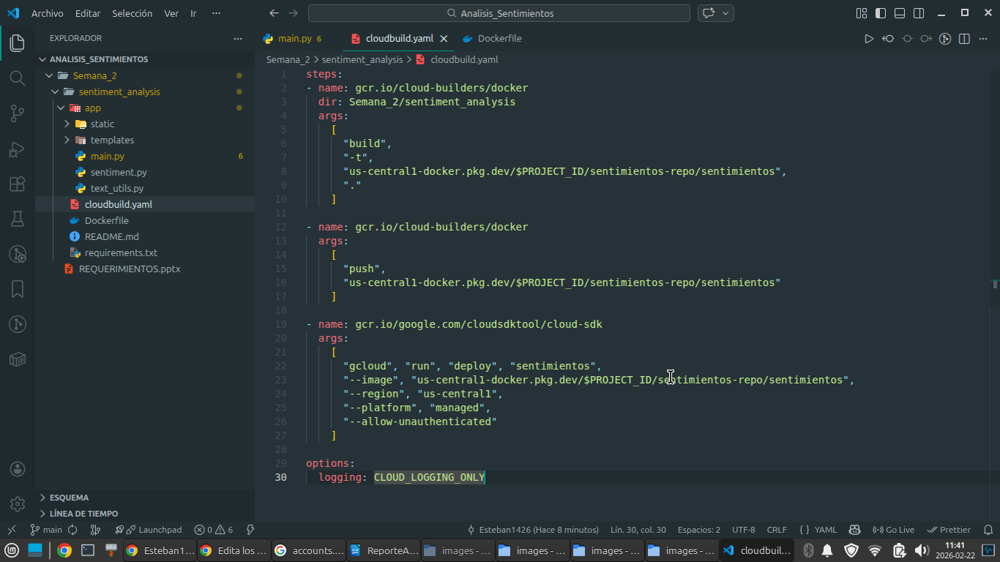 Archivo Editar Selección Ver Ir ···
Analisis_Sentimientos
EXPLORADOR ···
ANALISIS_SENTIMIENTOS
Semana_2
sentiment_analysis
app
static
templates
main.py 6
sentiment.py
text_utils.py
cloudbuild.yaml
Dockerfile
README.md
requirements.txt
REQUERIMIENTOS.pptx
ESQUEMA
LÍNEA DE TIEMPO
main.py 6 cloudbuild.yaml Dockerfile
Semana_2 > sentiment_analysis > cloudbuild.yaml
1 steps:
2 - name: gcr.io/cloud-builders/docker
3 dir: Semana_2/sentiment_analysis
4 args:
5 [
6 "build",
7 "-t",
8 "us-central1-docker.pkg.dev/$PROJECT_ID/sentimientos-repo/sentimientos",
9 "."
10 ]
11
12 - name: gcr.io/cloud-builders/docker
13 args:
14 [
15 "push",
16 "us-central1-docker.pkg.dev/$PROJECT_ID/sentimientos-repo/sentimientos"
17 ]
18
19 - name: gcr.io/google.com/cloudsdktool/cloud-sdk
20 args:
21 [
22 "gcloud", "run", "deploy", "sentimientos",
23 "--image", "us-central1-docker.pkg.dev/$PROJECT_ID/sentimientos-repo/sentimientos",
24 "--region", "us-central1",
25 "--platform", "managed",
26 "--allow-unauthenticated"
27 ]
28
29 options:
30 logging: CLOUD_LOGGING_ONLY
main Launchpad 0 6 Esteban1426 (Hace 8 minutos) Lín. 30, col. 30 Espacios: 2 UTF-8 CRLF { } YAML Go Live Prettier
Esteban1... Edita los ... accounts.... ReporteA... images - ... images - ... images - ... images - ... cloudbuil...
11:41
2026-02-22